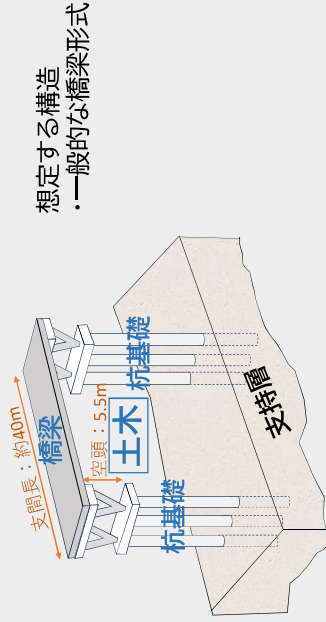 想定する構造
・一般的な橋梁形式
支間長：約40m
橋梁
空頭：5.5m
土木
杭基礎
杭基礎
支持層